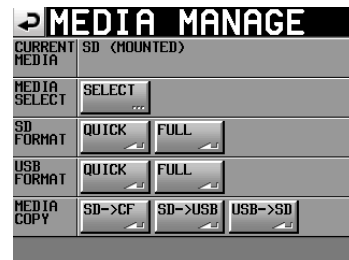 MEDIA MANAGE
CURRENT MEDIA SD (MOUNTED)
MEDIA SELECT SELECT ...
SD FORMAT QUICK FULL
USB FORMAT QUICK FULL
MEDIA COPY SD->CF SD->USB USB->SD